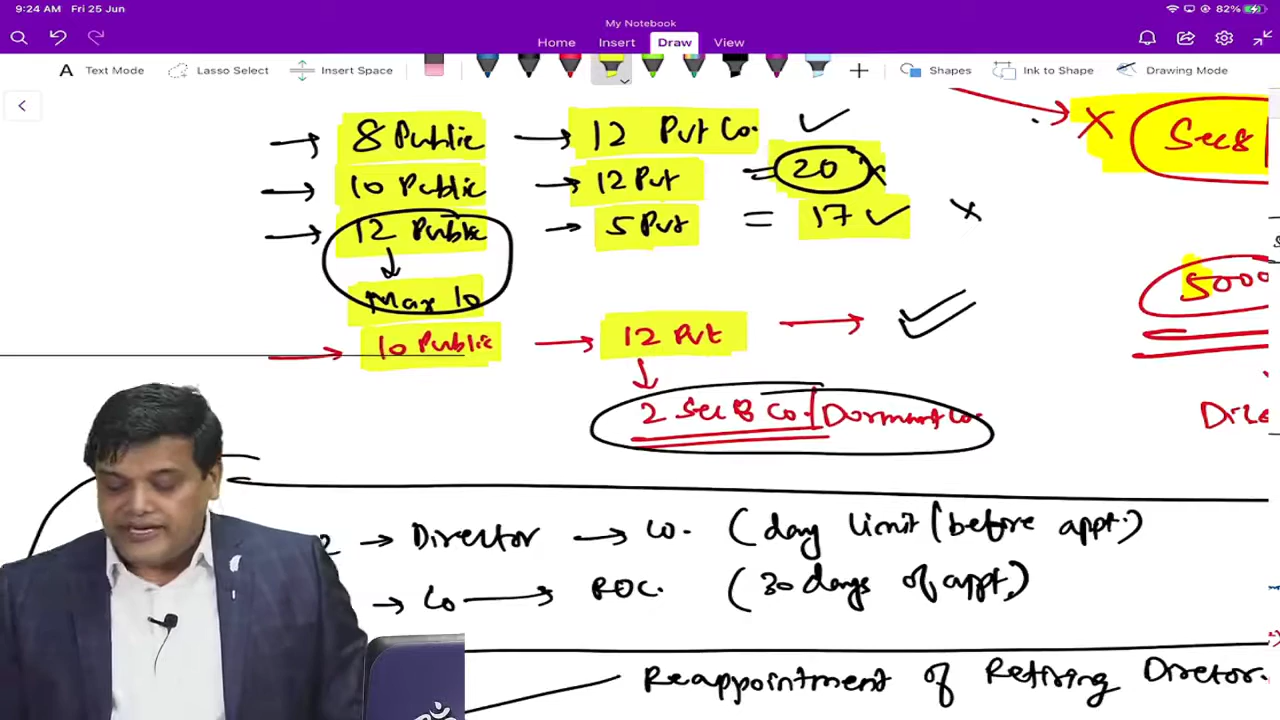 9:24 AM Fri 25 Jun
82%
My Notebook
Home Insert Draw View
A Text Mode Lasso Select Insert Space Shapes Ink to Shape Drawing Mode
→ 8 Public → 12 Pvt Co. ✓
→ 10 Public → 12 Pvt = 20 x
→ 12 Public → 5 Pvt = 17 ✓ x
Max 10
→ 10 Public → 12 Pvt →
2 Sec 8 Co. | Dormant Co.
x Sec 8
5000
→ Director → Co. (day limit (before appt.)
→ Co → ROC. (30 days of appt.)
Reappointment of Retiring Diretor.